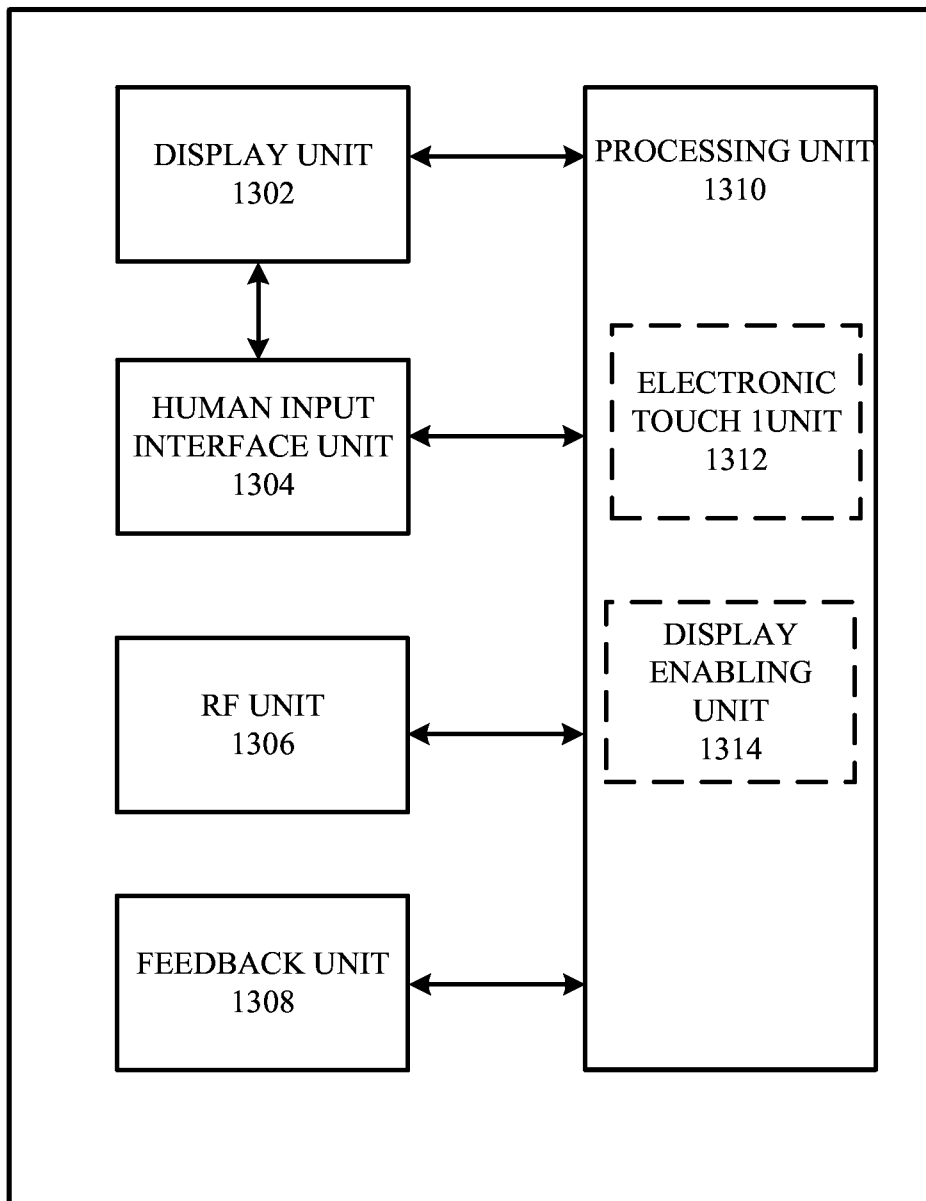 DISPLAY UNIT
1302
PROCESSING UNIT
1310
HUMAN INPUT
INTERFACE UNIT
1304
ELECTRONIC
TOUCH 1UNIT
1312
RF UNIT
1306
DISPLAY
ENABLING
UNIT
1314
FEEDBACK UNIT
1308